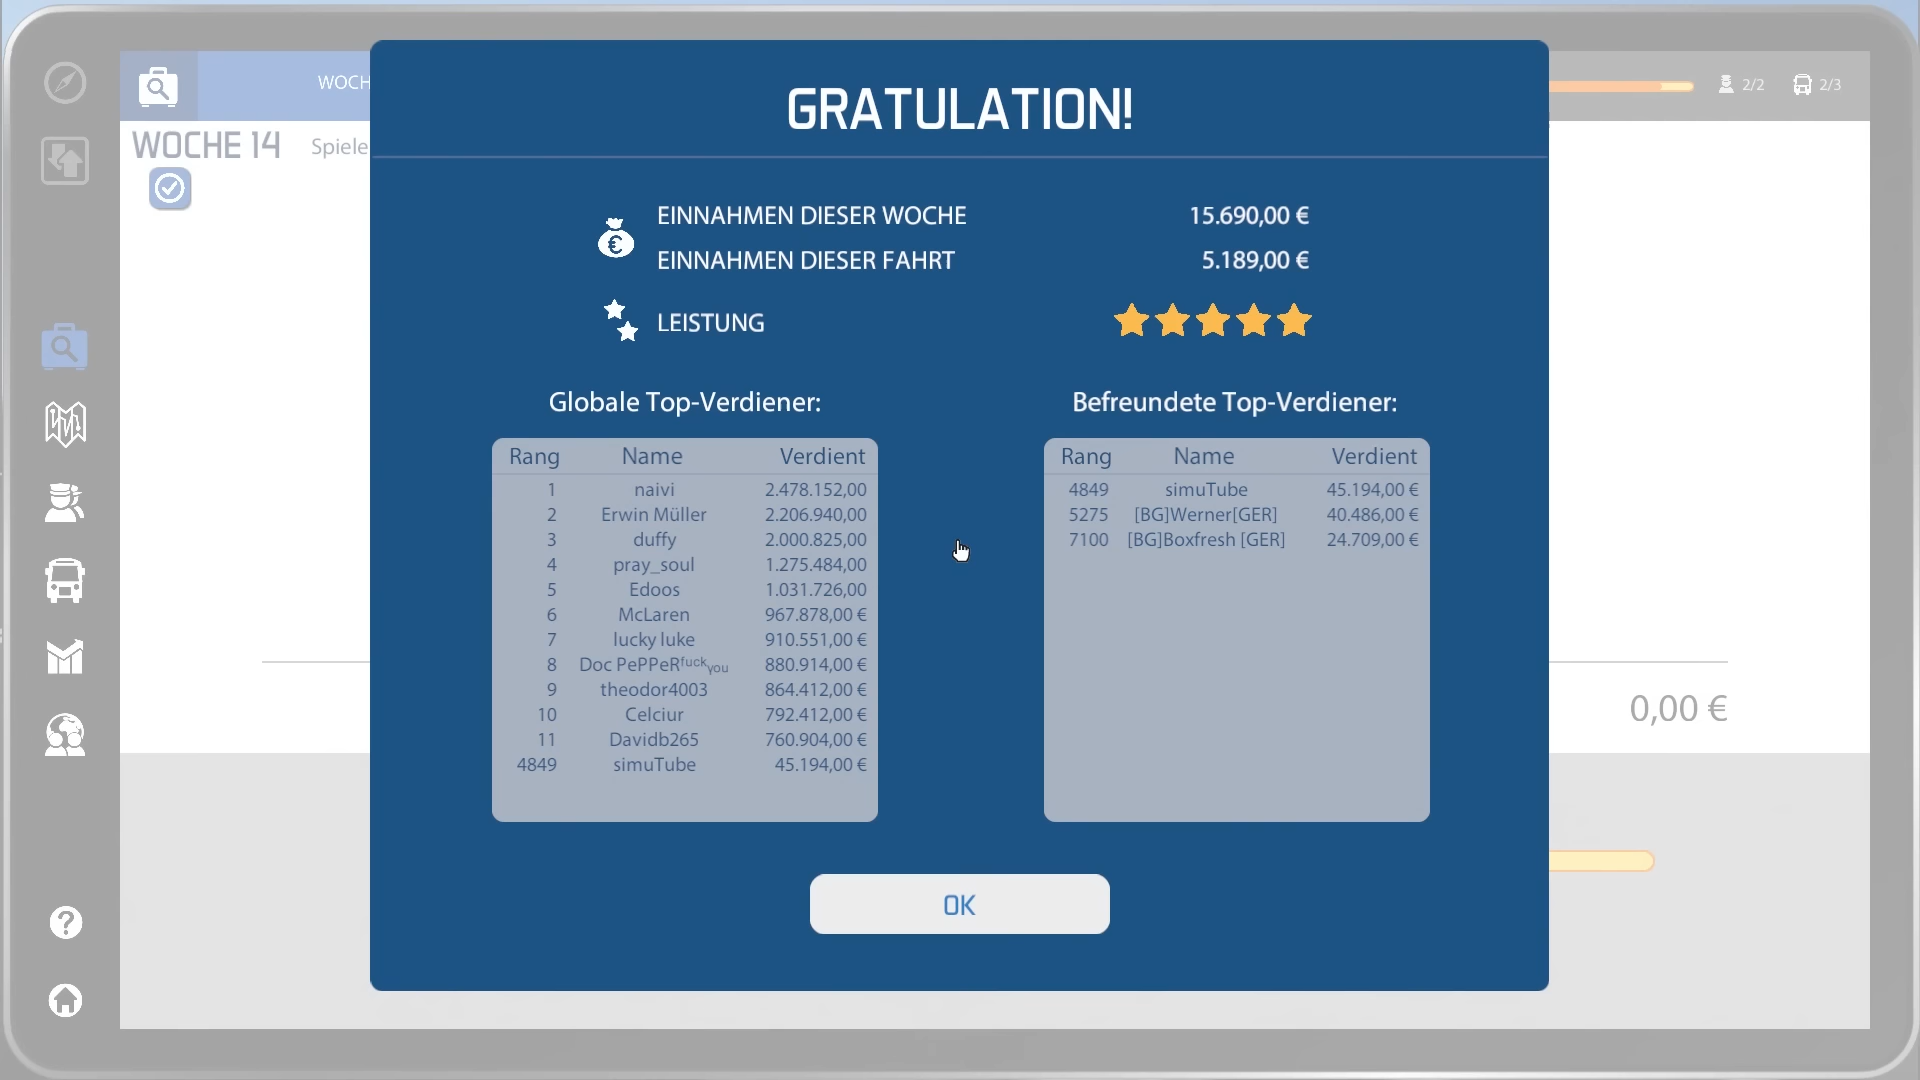 GRATULATION!
WOCH
2/2
2/3
WOCHE 14
Spiele
EINNAHMEN DIESER WOCHE 15.690,00 €
EINNAHMEN DIESER FAHRT 5.189,00 €
LEISTUNG
Globale Top-Verdiener:
Rang Name Verdient
1 naivi 2.478.152,00
2 Erwin Müller 2.206.940,00
3 duffy 2.000.825,00
4 pray_soul 1.275.484,00
5 Edoos 1.031.726,00
6 McLaren 967.878,00 €
7 lucky luke 910.551,00 €
8 Doc PePPeRᶠᵘᶜᵏᵧₒᵤ 880.914,00 €
9 theodor4003 864.412,00 €
10 Celciur 792.412,00 €
11 Davidb265 760.904,00 €
4849 simuTube 45.194,00 €
Befreundete Top-Verdiener:
Rang Name Verdient
4849 simuTube 45.194,00 €
5275 [BG]Werner[GER] 40.486,00 €
7100 [BG]Boxfresh [GER] 24.709,00 €
0,00 €
OK